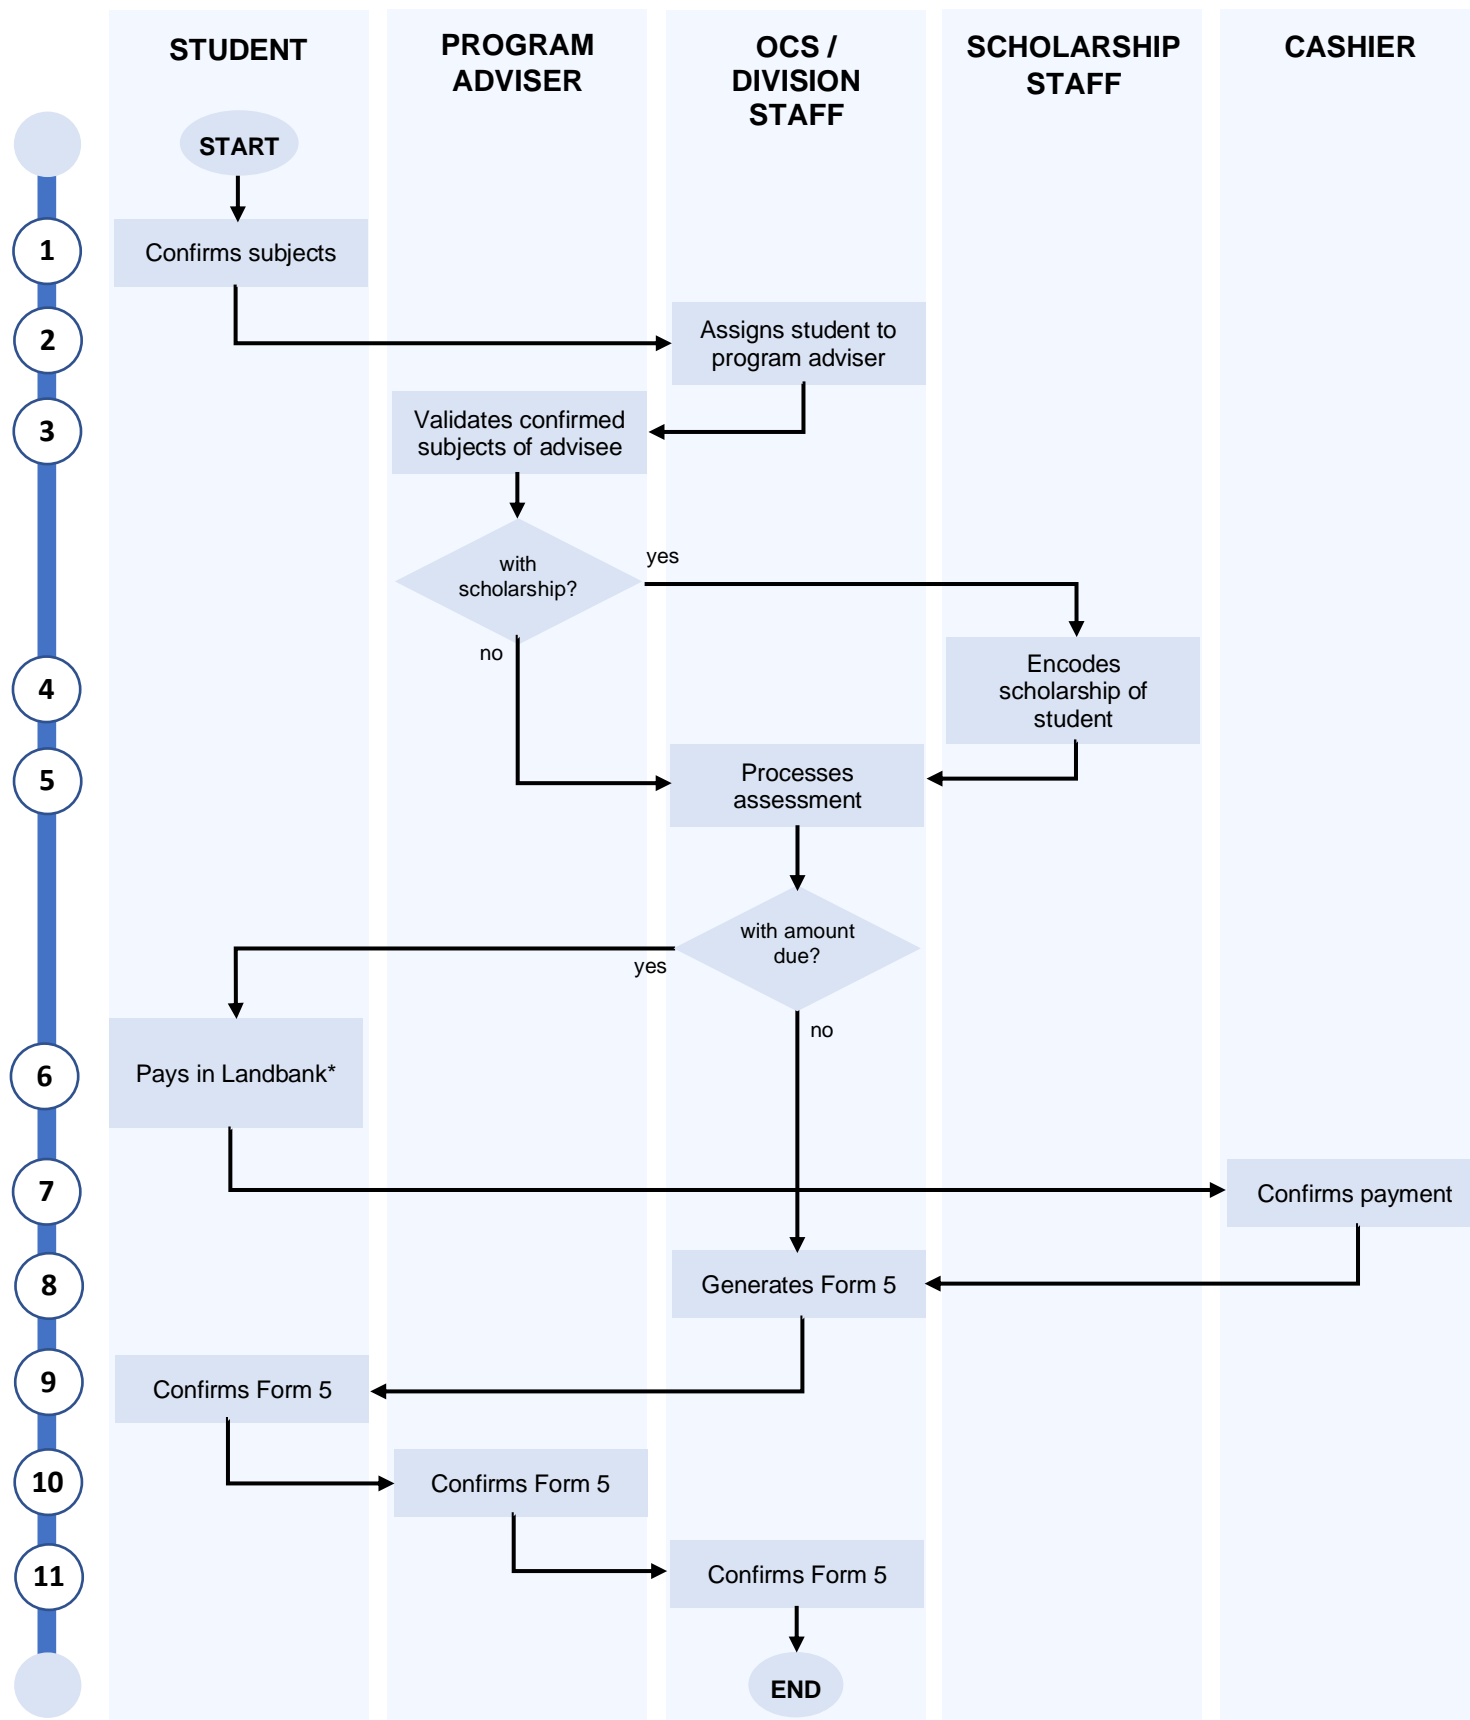 STUDENT
PROGRAM
ADVISER
OCS /
DIVISION
STAFF
SCHOLARSHIP
STAFF
CASHIER
START
1
Confirms subjects
2
Assigns student to
program adviser
3
Validates confirmed
subjects of advisee
with
scholarship?
yes
no
4
Encodes
scholarship of
student
5
Processes
assessment
with amount
due?
yes
no
6
Pays in Landbank*
7
Confirms payment
8
Generates Form 5
9
Confirms Form 5
10
Confirms Form 5
11
Confirms Form 5
END